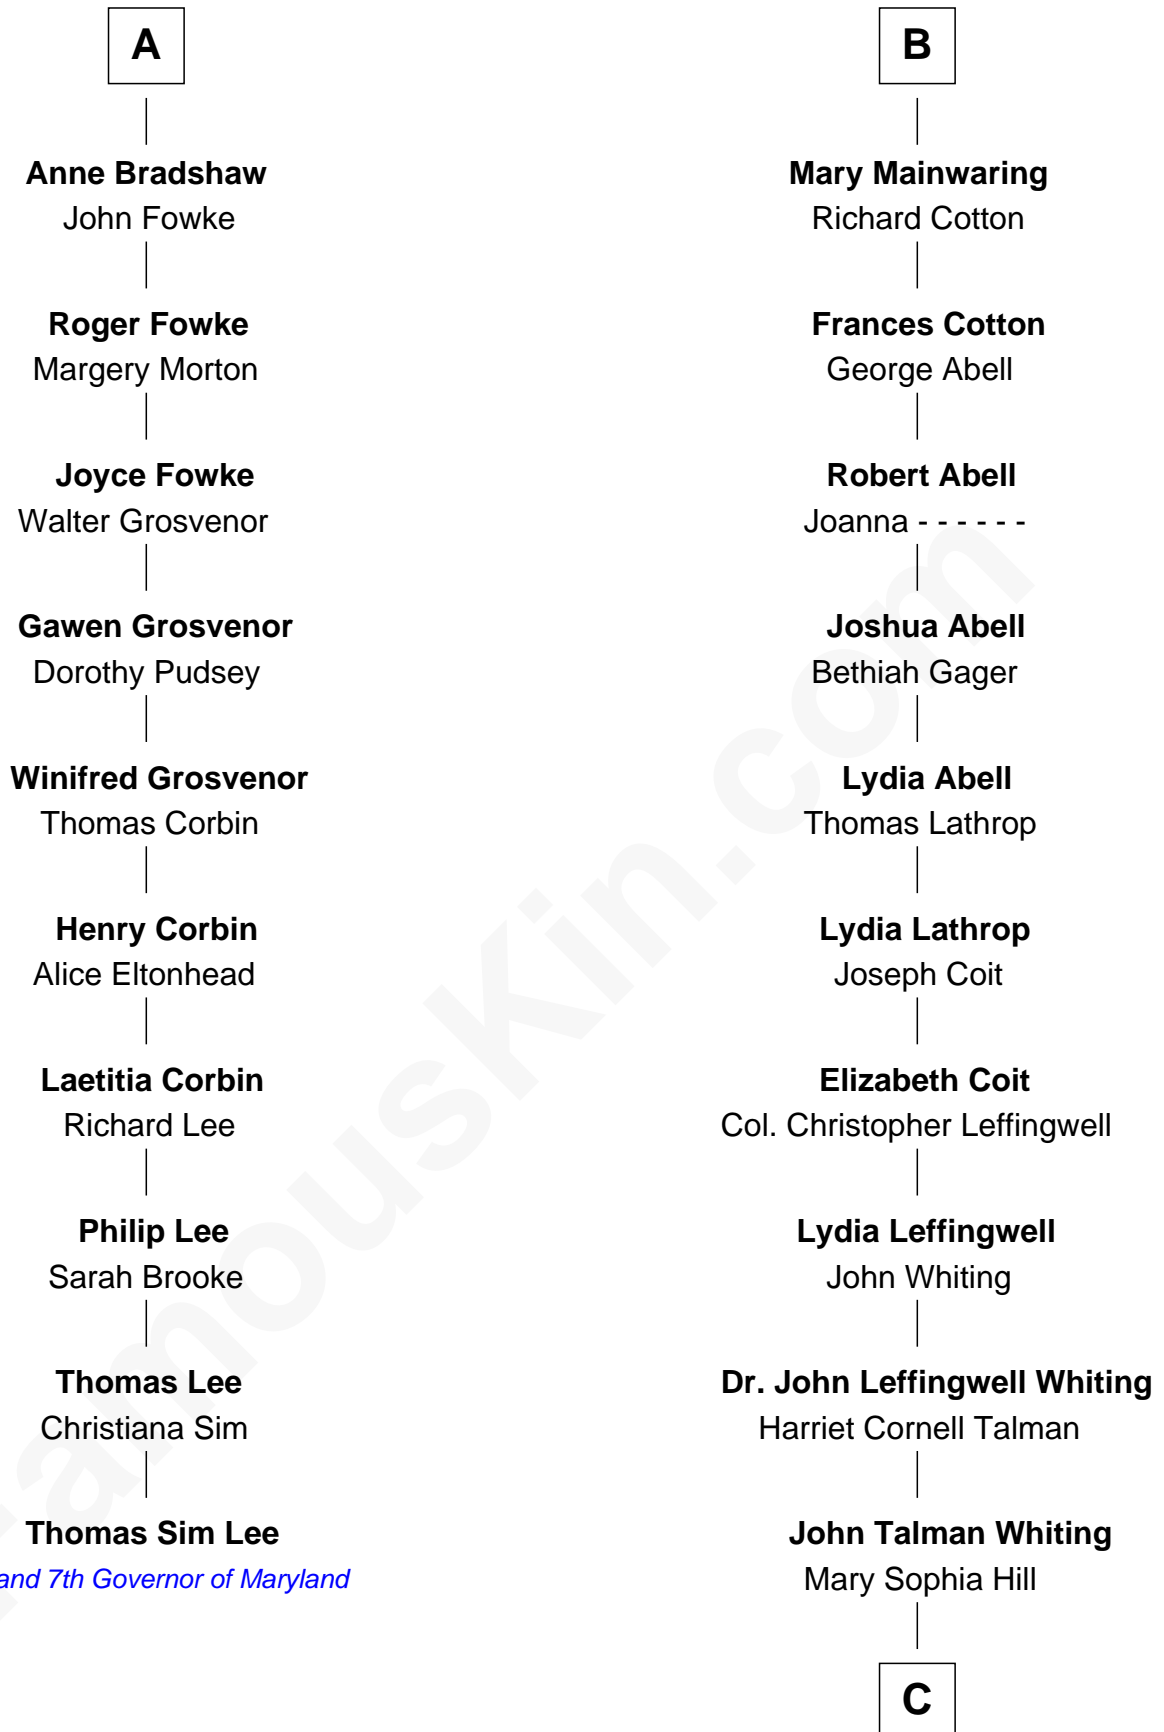 A
Anne Bradshaw
John Fowke
Roger Fowke
Margery Morton
Joyce Fowke
Walter Grosvenor
Gawen Grosvenor
Dorothy Pudsey
Winifred Grosvenor
Thomas Corbin
Henry Corbin
Alice Eltonhead
Laetitia Corbin
Richard Lee
Philip Lee
Sarah Brooke
Thomas Lee
Christiana Sim
Thomas Sim Lee
and 7th Governor of Maryland
B
Mary Mainwaring
Richard Cotton
Frances Cotton
George Abell
Robert Abell
Joanna - - - - - -
Joshua Abell
Bethiah Gager
Lydia Abell
Thomas Lathrop
Lydia Lathrop
Joseph Coit
Elizabeth Coit
Col. Christopher Leffingwell
Lydia Leffingwell
John Whiting
Dr. John Leffingwell Whiting
Harriet Cornell Talman
John Talman Whiting
Mary Sophia Hill
C
FamousKin.com